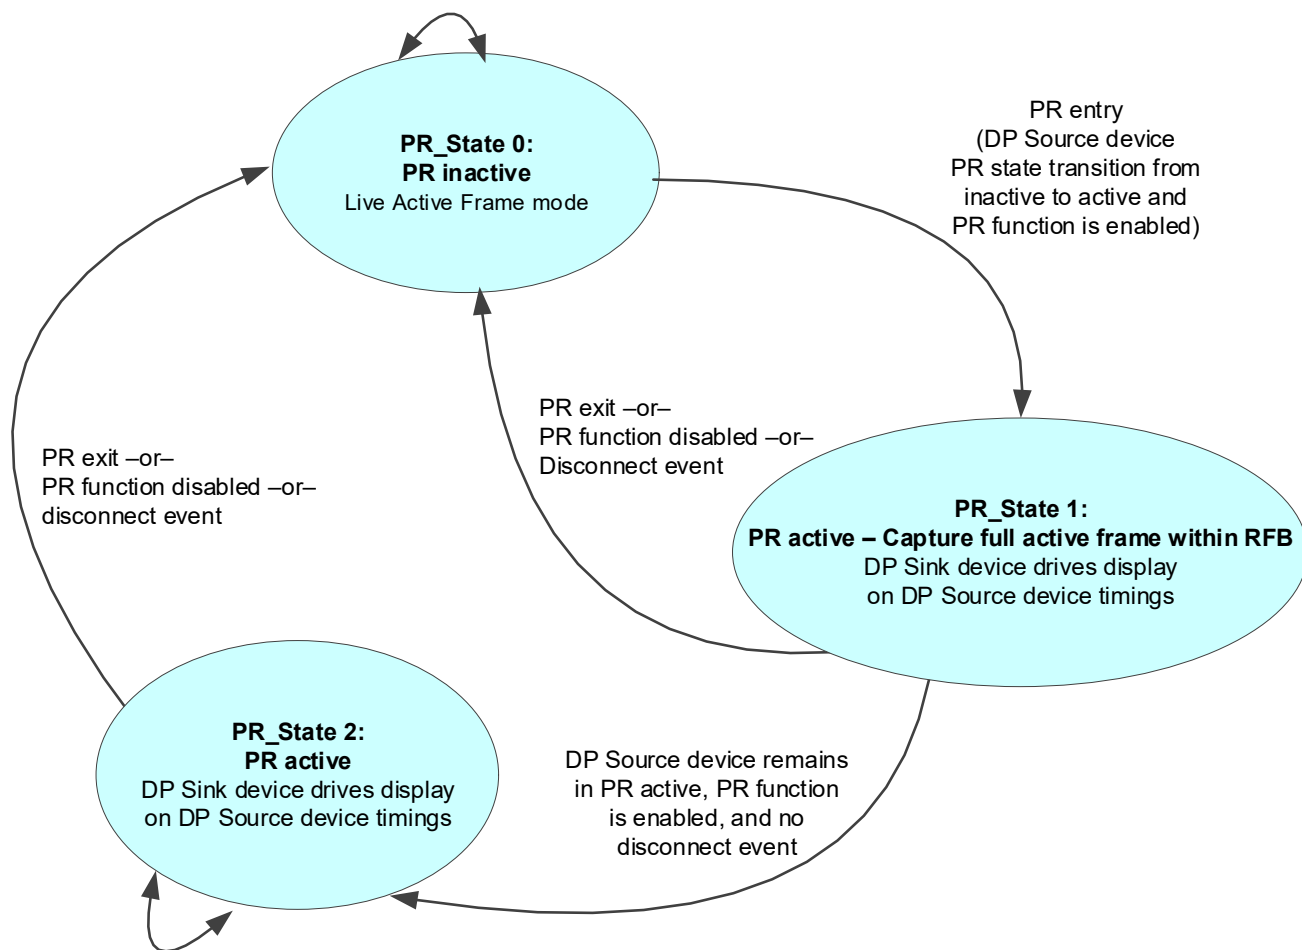 PR_State 0:
PR inactive
Live Active Frame mode
PR entry
(DP Source device
PR state transition from
inactive to active and
PR function is enabled)
PR exit –or–
PR function disabled –or–
Disconnect event
PR exit –or–
PR function disabled –or–
disconnect event
PR_State 1:
PR active – Capture full active frame within RFB
DP Sink device drives display
on DP Source device timings
PR_State 2:
PR active
DP Sink device drives display
on DP Source device timings
DP Source device remains
in PR active, PR function
is enabled, and no
disconnect event